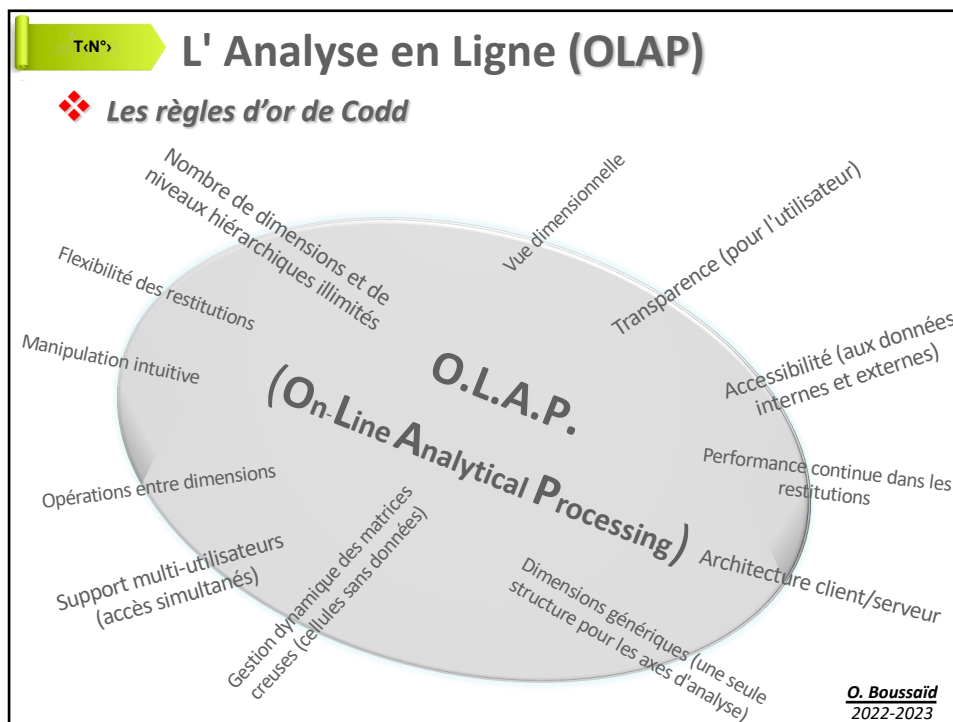 T‹N°›
L' Analyse en Ligne (OLAP)
Les règles d'or de Codd
Nombre de dimensions et de
niveaux hiérarchiques illimités
Vue dimensionnelle
Transparence (pour l'utilisateur)
Flexibilité des restitutions
Accessibilité (aux données
internes et externes)
Manipulation intuitive
O.L.A.P.
(On-Line Analytical Processing)
Performance continue dans les
restitutions
Opérations entre dimensions
Architecture client/serveur
Support multi-utilisateurs
(accès simultanés)
Gestion dynamique des matrices
creuses (cellules sans données)
Dimensions génériques (une seule
structure pour les axes d'analyse)
O. Boussaïd
2022-2023